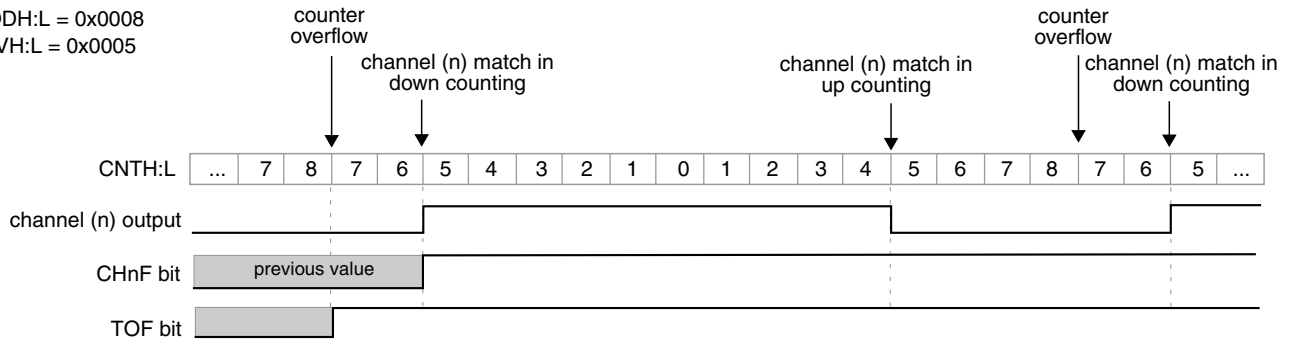 DH:L = 0x0008
VH:L = 0x0005
counter
overflow
channel (n) match in
down counting
channel (n) match in
up counting
counter
overflow
channel (n) match in
down counting
CNTH:L ... 7 8 7 6 5 4 3 2 1 0 1 2 3 4 5 6 7 8 7 6 5 ...
channel (n) output
CHnF bit previous value
TOF bit